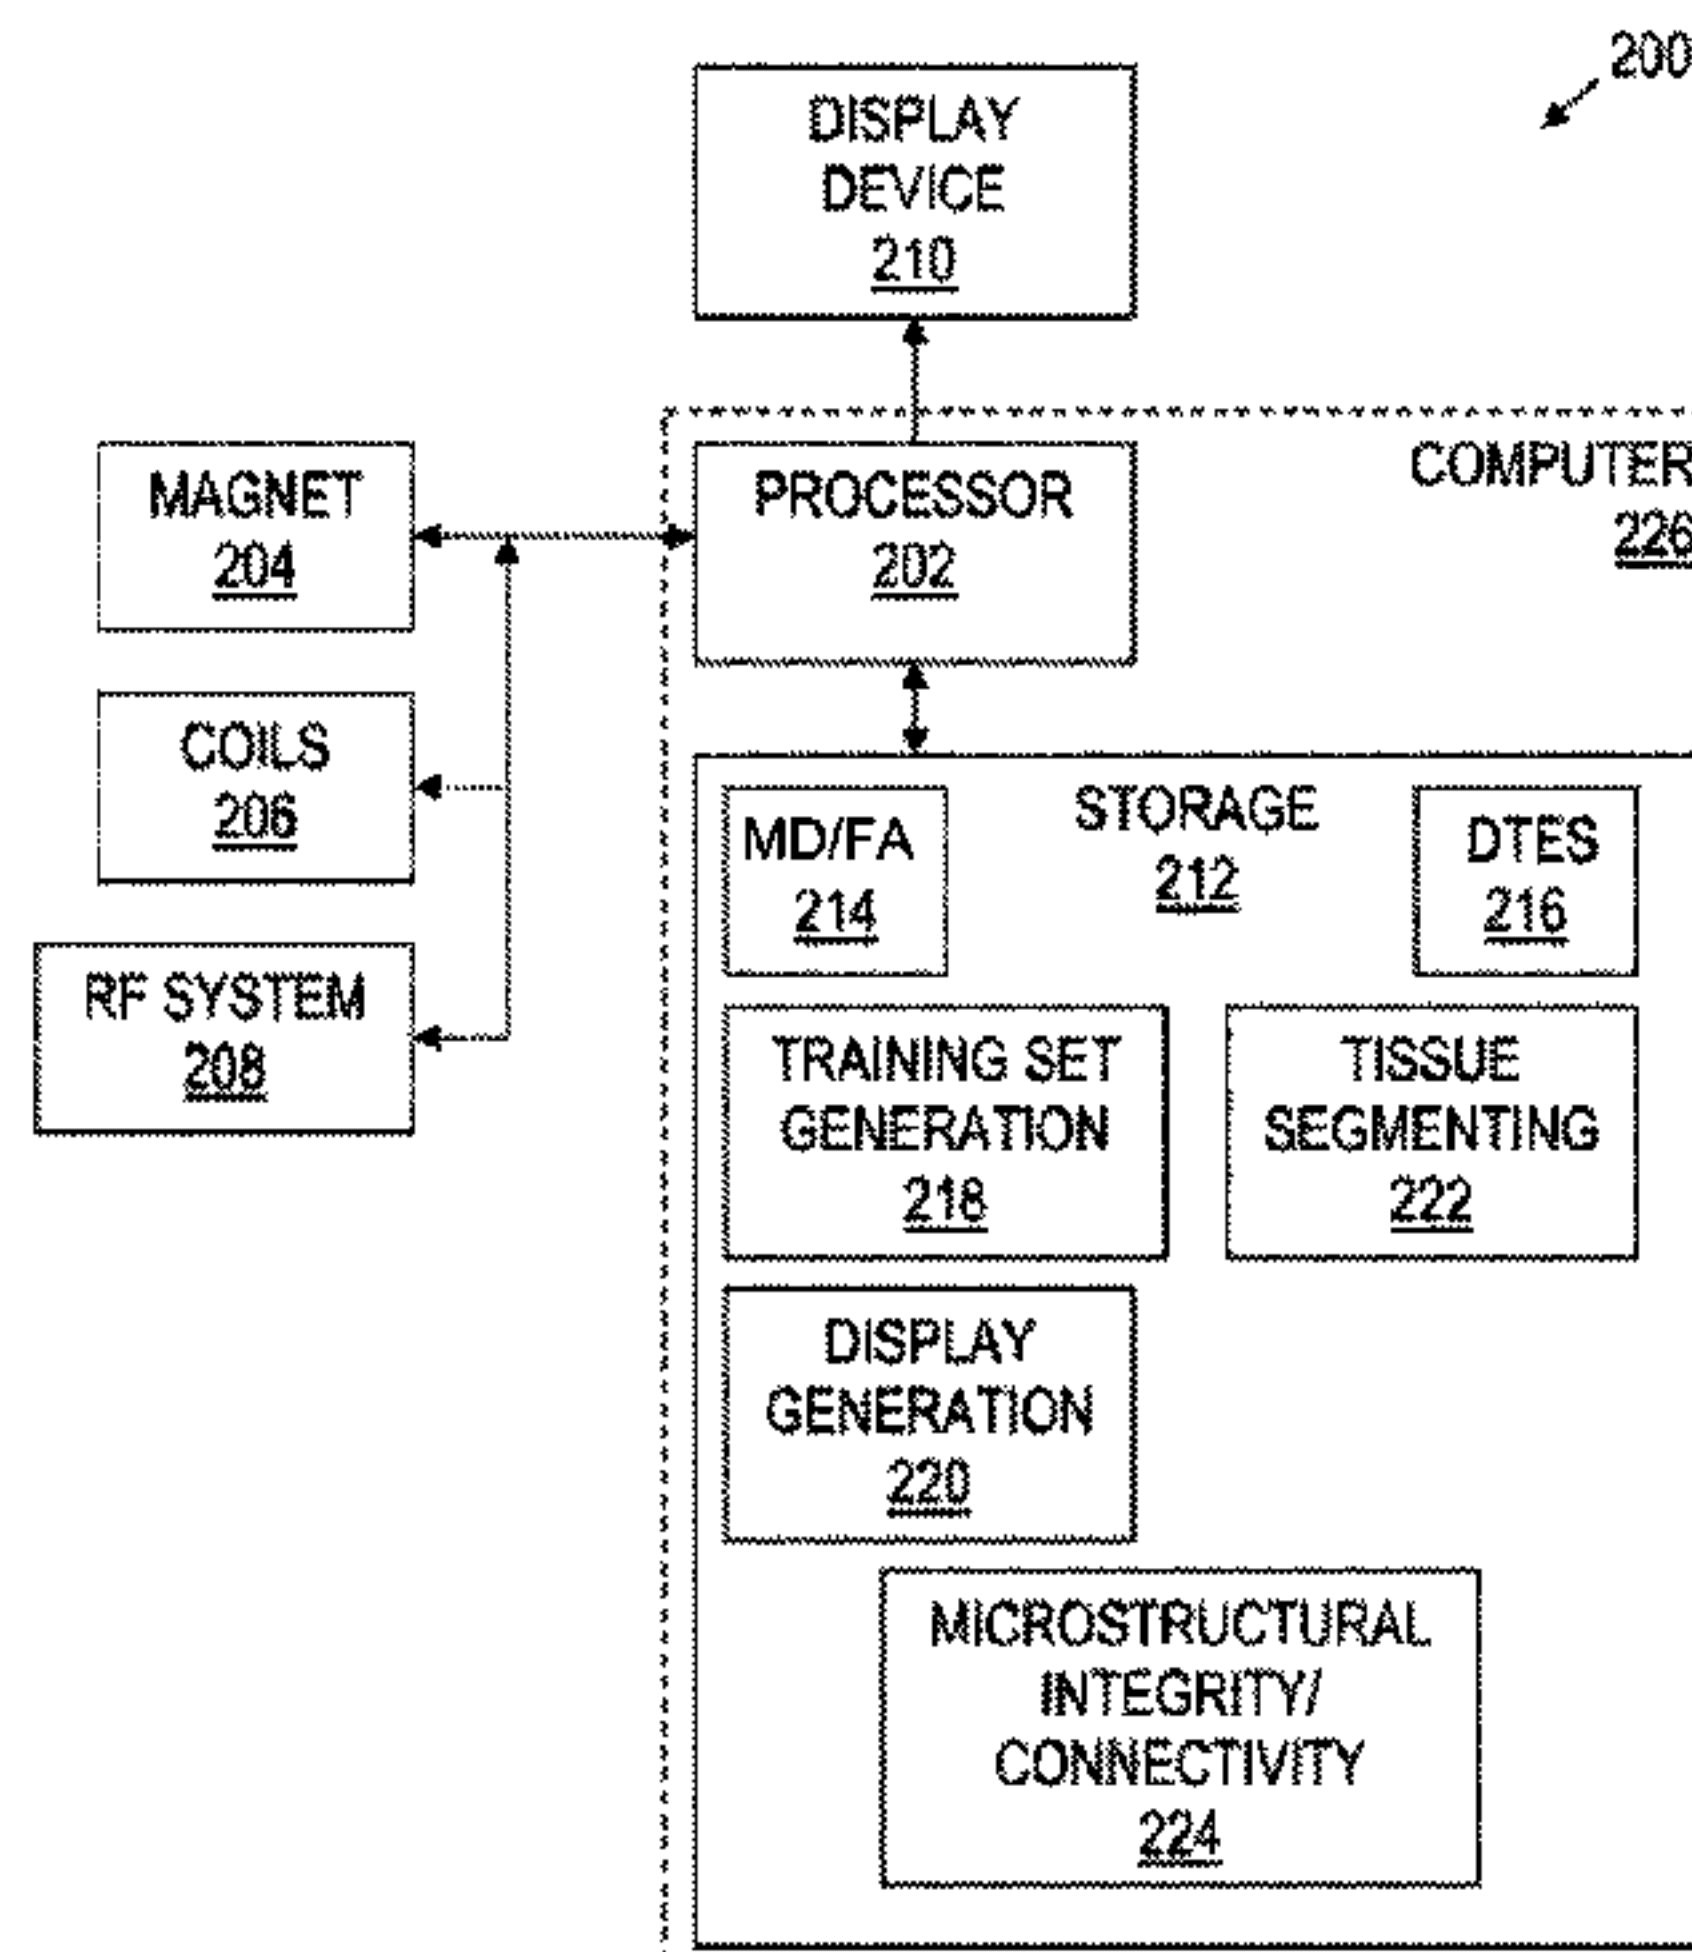 200
DISPLAY
DEVICE
210
COMPUTER
226
MAGNET
204
PROCESSOR
202
COILS
206
RF SYSTEM
208
STORAGE
212
MD/FA
214
DTES
216
TRAINING SET
GENERATION
218
TISSUE
SEGMENTING
222
DISPLAY
GENERATION
220
MICROSTRUCTURAL
INTEGRITY/
CONNECTIVITY
224